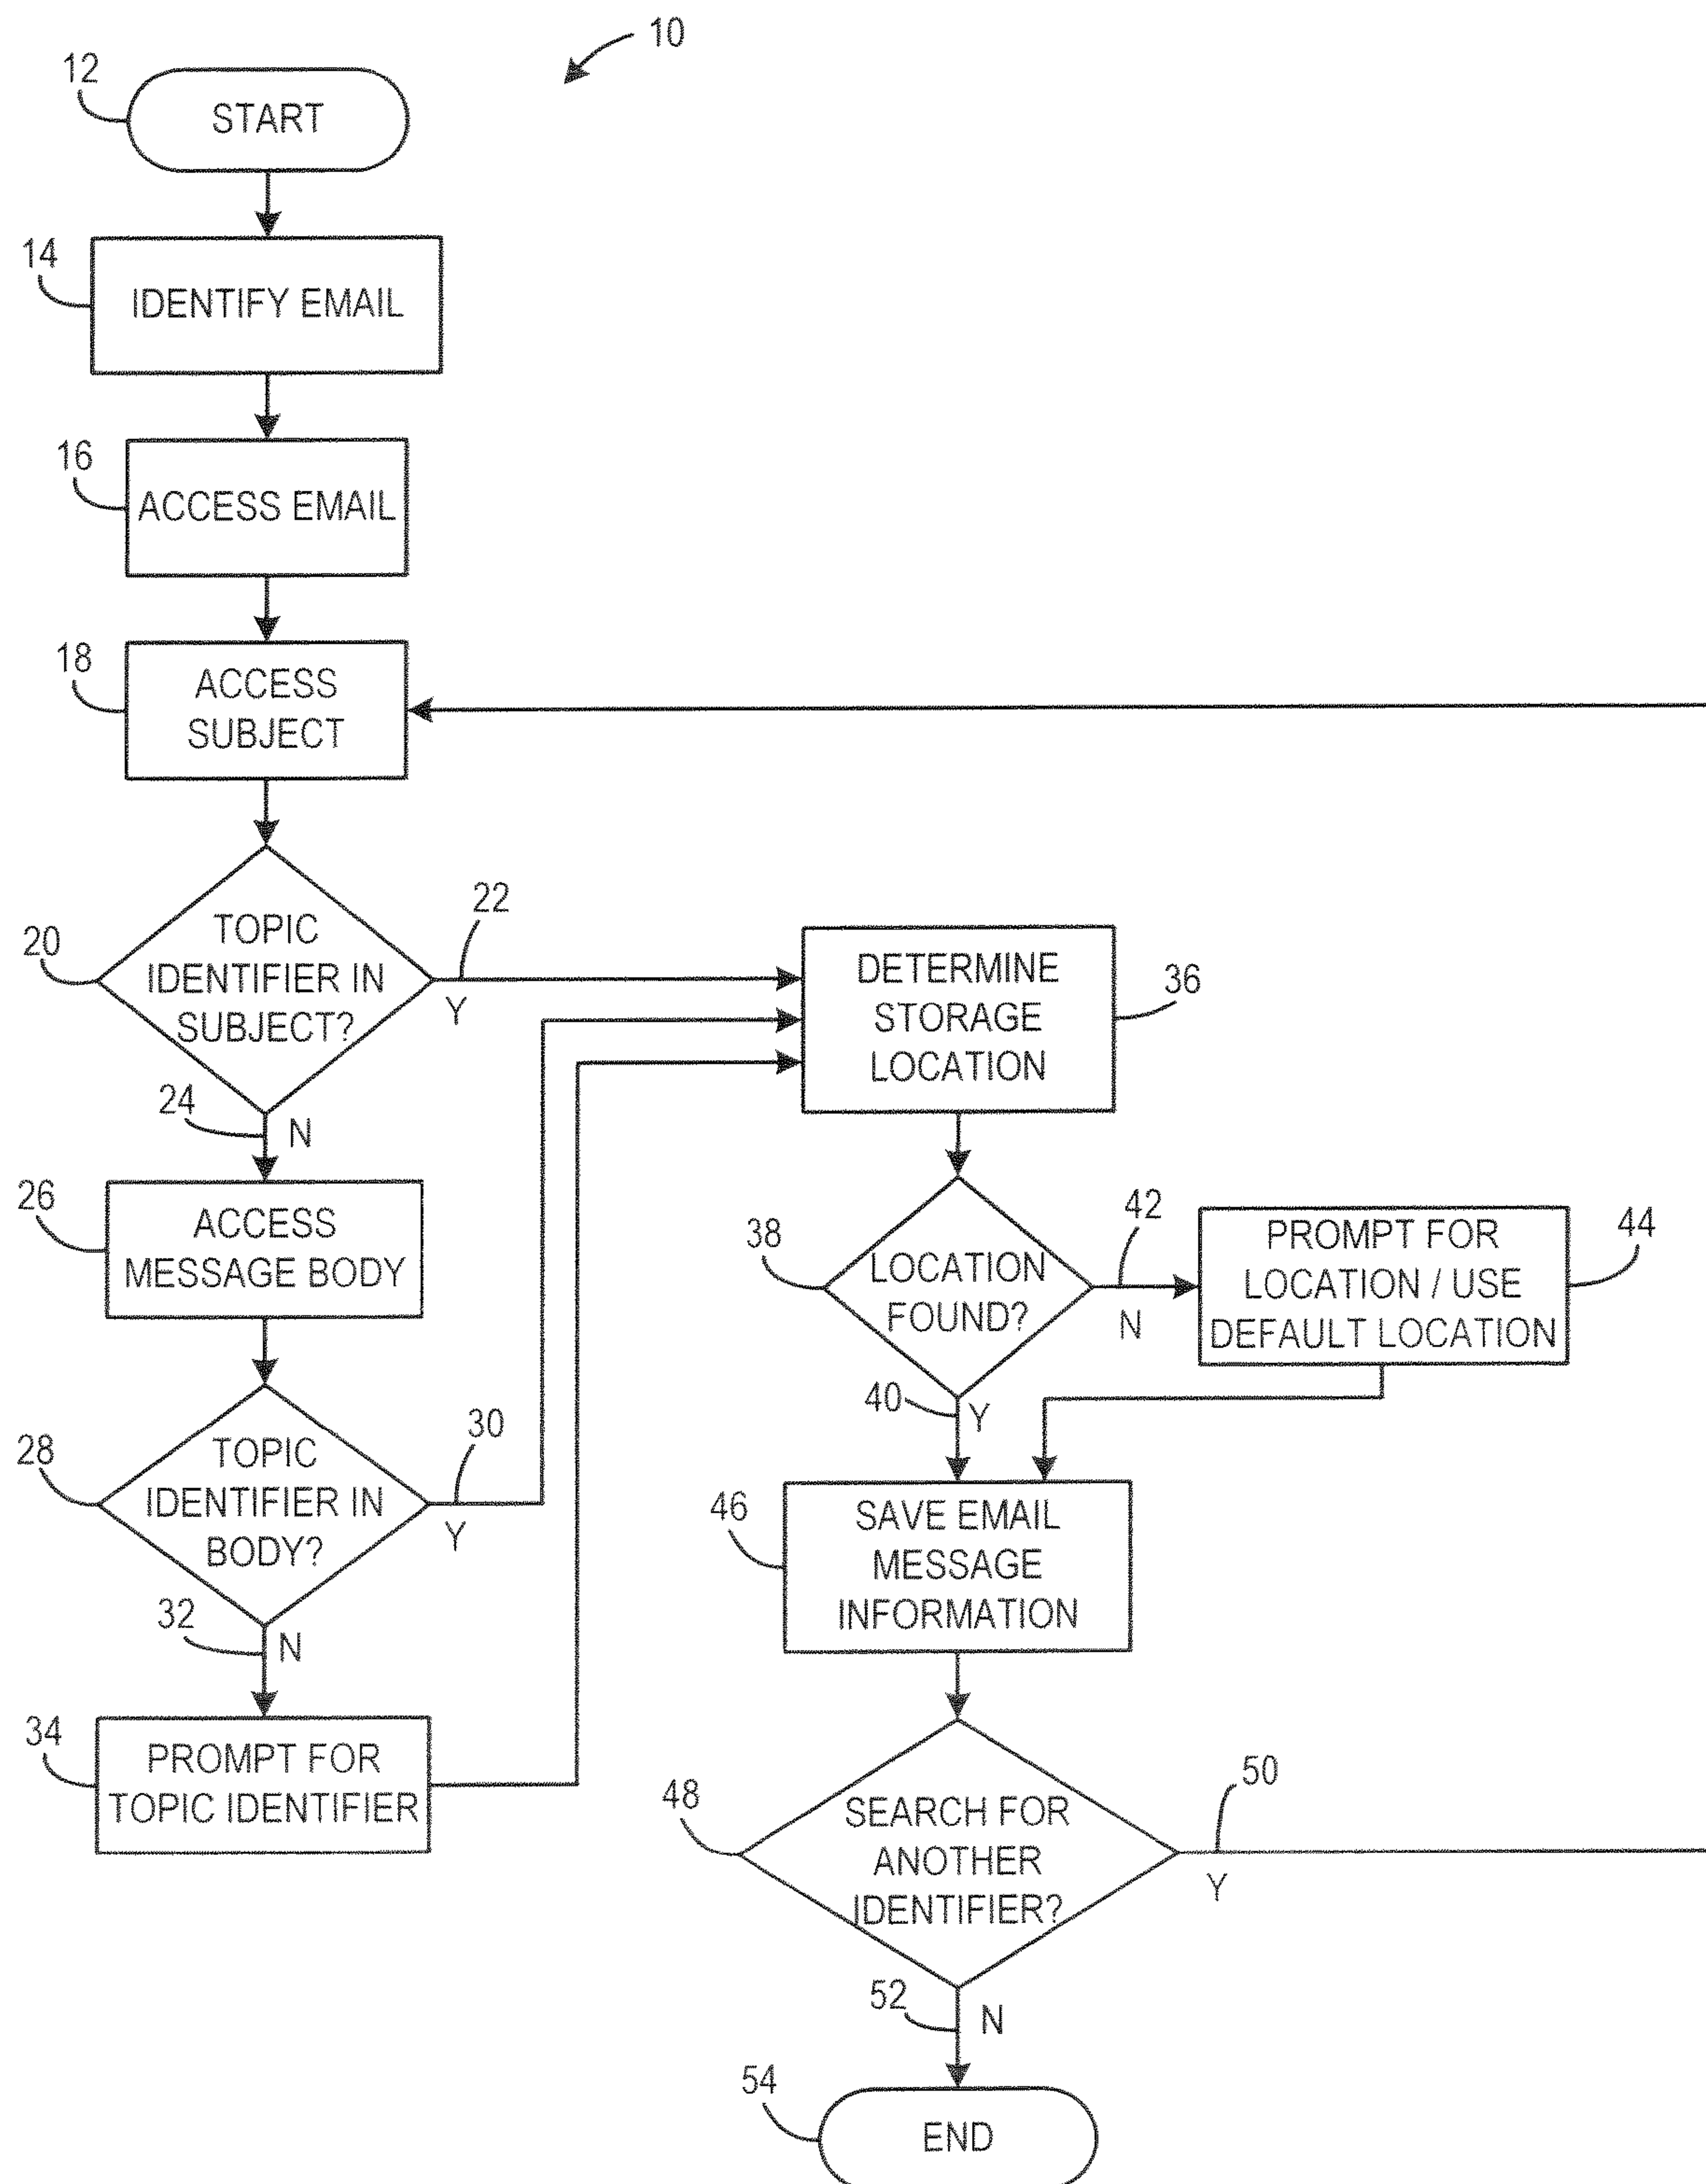 10
12
START
14
IDENTIFY EMAIL
16
ACCESS EMAIL
18
ACCESS
SUBJECT
20
TOPIC
IDENTIFIER IN
SUBJECT?
22
Y
24
N
26
ACCESS
MESSAGE BODY
28
TOPIC
IDENTIFIER IN
BODY?
30
Y
32
N
34
PROMPT FOR
TOPIC IDENTIFIER
DETERMINE
STORAGE
LOCATION
36
38
LOCATION
FOUND?
40
Y
42
N
PROMPT FOR
LOCATION / USE
DEFAULT LOCATION
44
46
SAVE EMAIL
MESSAGE
INFORMATION
48
SEARCH FOR
ANOTHER
IDENTIFIER?
50
Y
52
N
54
END